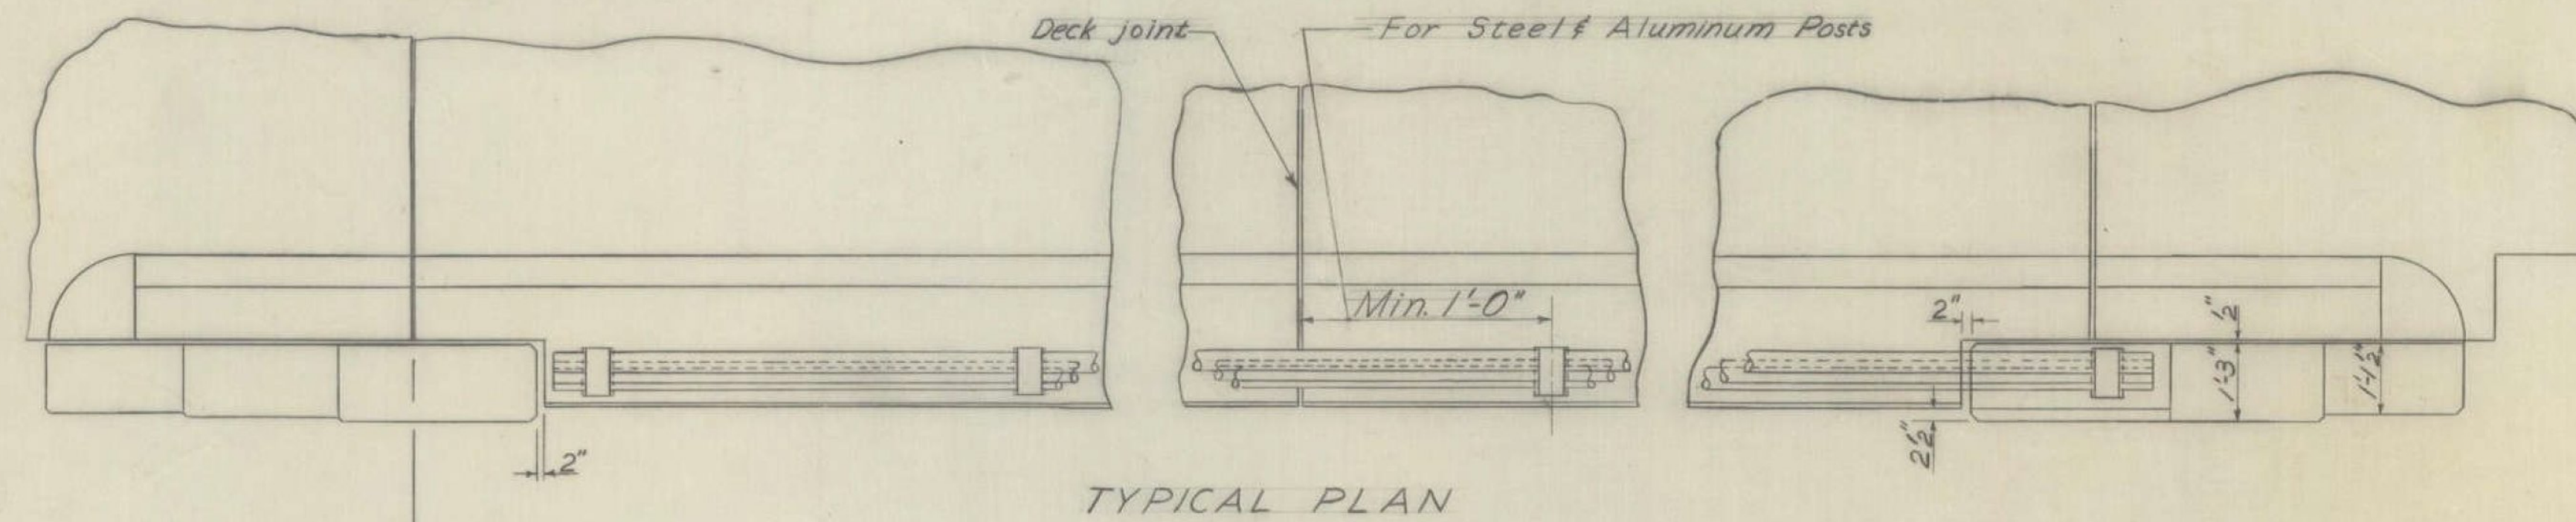 Deck joint
For Steel & Aluminum Posts
Min. 1'-0"
2"
1/2"
1'-3"
1'-1 1/2"
2 1/2"
2"
TYPICAL PLAN